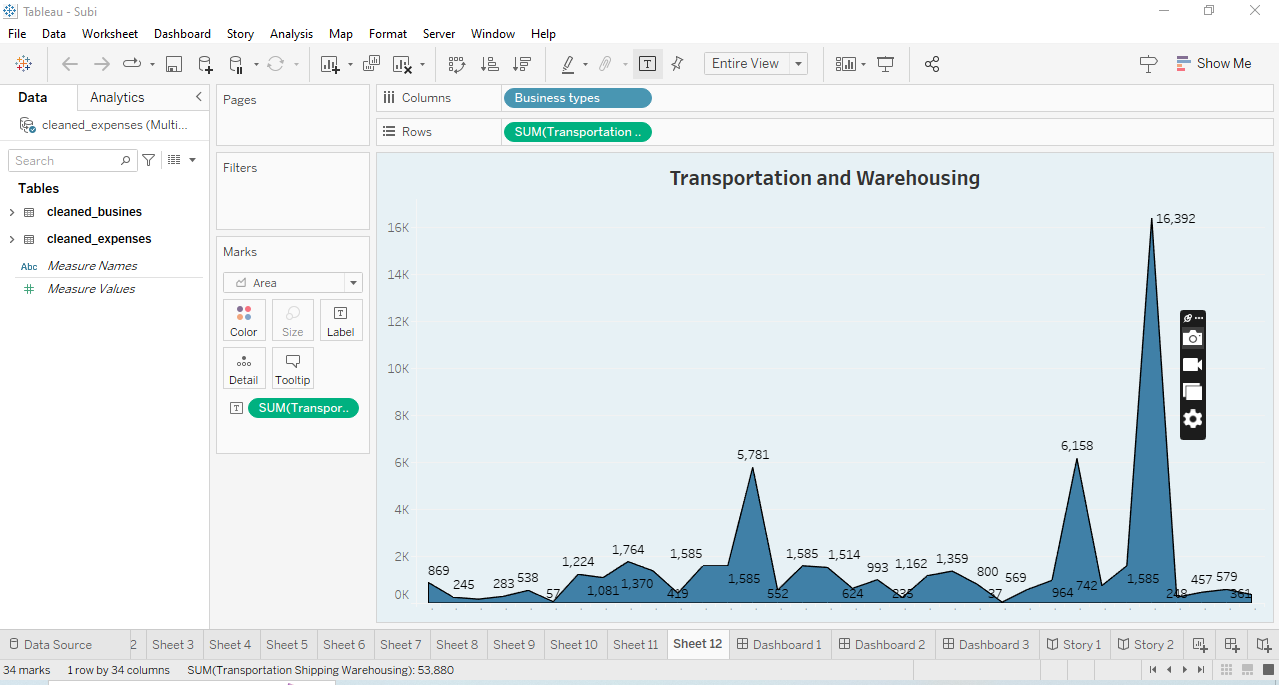 Tableau - Subi
File Data Worksheet Dashboard Story Analysis Map Format Server Window Help
Entire View
Show Me
Data Analytics
cleaned_expenses (Multi...
Search
Tables
cleaned_busines
cleaned_expenses
Abc Measure Names
# Measure Values
Pages
Filters
Marks
Area
Color Size Label
Detail Tooltip
SUM(Transpor..
Columns Business types
Rows SUM(Transportation ..
Transportation and Warehousing
16K
14K
12K
10K
8K
6K
4K
2K
0K
16,392
6,158
5,781
1,224 1,764 1,585 1,585 1,514 993 1,162 1,359 800 569
869 245 283 538 57 1,081 1,370 419 1,585 552 624 235 37 964 742 1,585 248 457 579 361
Data Source 2 Sheet 3 Sheet 4 Sheet 5 Sheet 6 Sheet 7 Sheet 8 Sheet 9 Sheet 10 Sheet 11 Sheet 12 Dashboard 1 Dashboard 2 Dashboard 3 Story 1 Story 2
34 marks 1 row by 34 columns SUM(Transportation Shipping Warehousing): 53,880